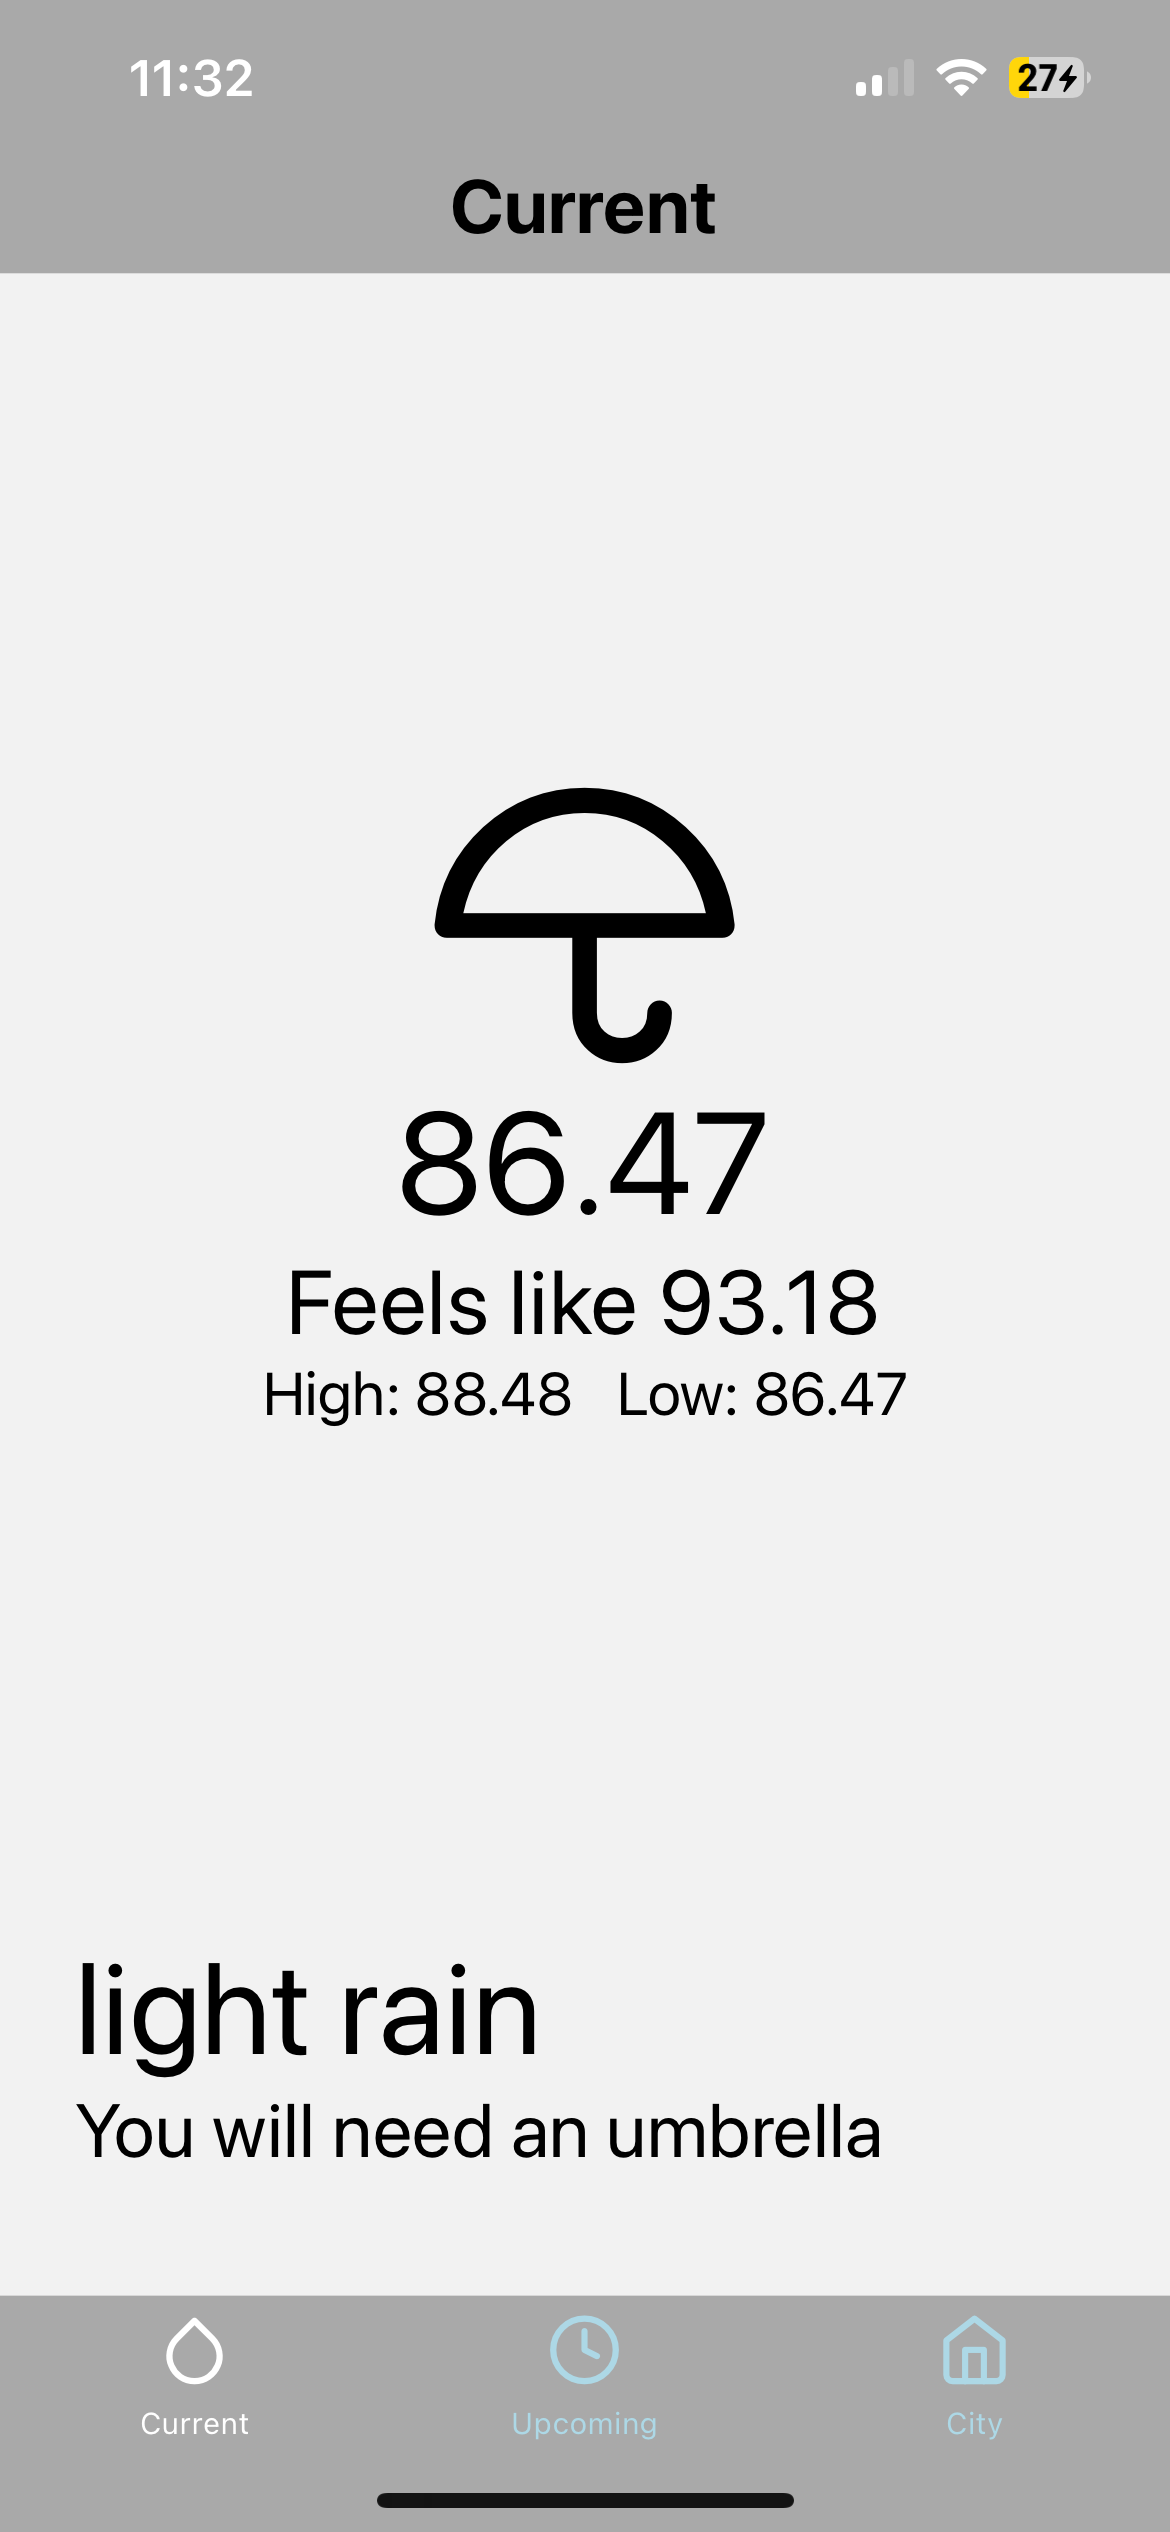 11:32
27
Current
86.47
Feels like 93.18
High: 88.48 Low: 86.47
light rain
You will need an umbrella
Current Upcoming City